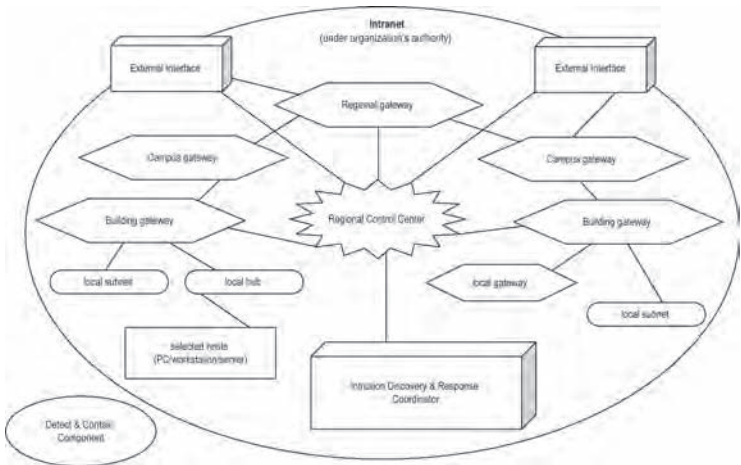 Intranet
(under organization's authority)
External Interface
External Interface
Regional gateway
Campus gateway
Campus gateway
Regional Control Center
Building gateway
Building gateway
local subnet
local hub
local gateway
local subnet
selected hosts
(PC/workstation/server)
Intrusion Discovery & Response
Coordinator
Detect & Contain
Component